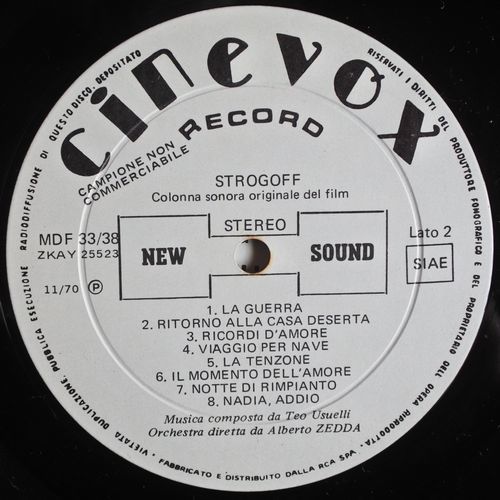 cinevox
RECORD
CAMPIONE NON
COMMERCIABILE
STROGOFF
Colonna sonora originale del film
STEREO
MDF 33/38
ZKAY 25523
NEW
SOUND
Lato 2
SIAE
11/70 P
1. LA GUERRA
2. RITORNO ALLA CASA DESERTA
3. RICORDI D'AMORE
4. VIAGGIO PER NAVE
5. LA TENZONE
6. IL MOMENTO DELL'AMORE
7. NOTTE DI RIMPIANTO
8. NADIA, ADDIO
Musica composta da Teo Usuelli
Orchestra diretta da Alberto ZEDDA
RISERVATI I DIRITTI DEL PRODUTTORE FONOGRAFICO E DEL PROPRIETARIO DELL'OPERA RIPRODOTTA - VIETATA DUPLICAZIONE, PUBBLICA ESECUZIONE RADIODIFFUSIONE DI QUESTO DISCO. DEPOSITATO
• FABBRICATO E DISTRIBUITO DALLA RCA SPA •